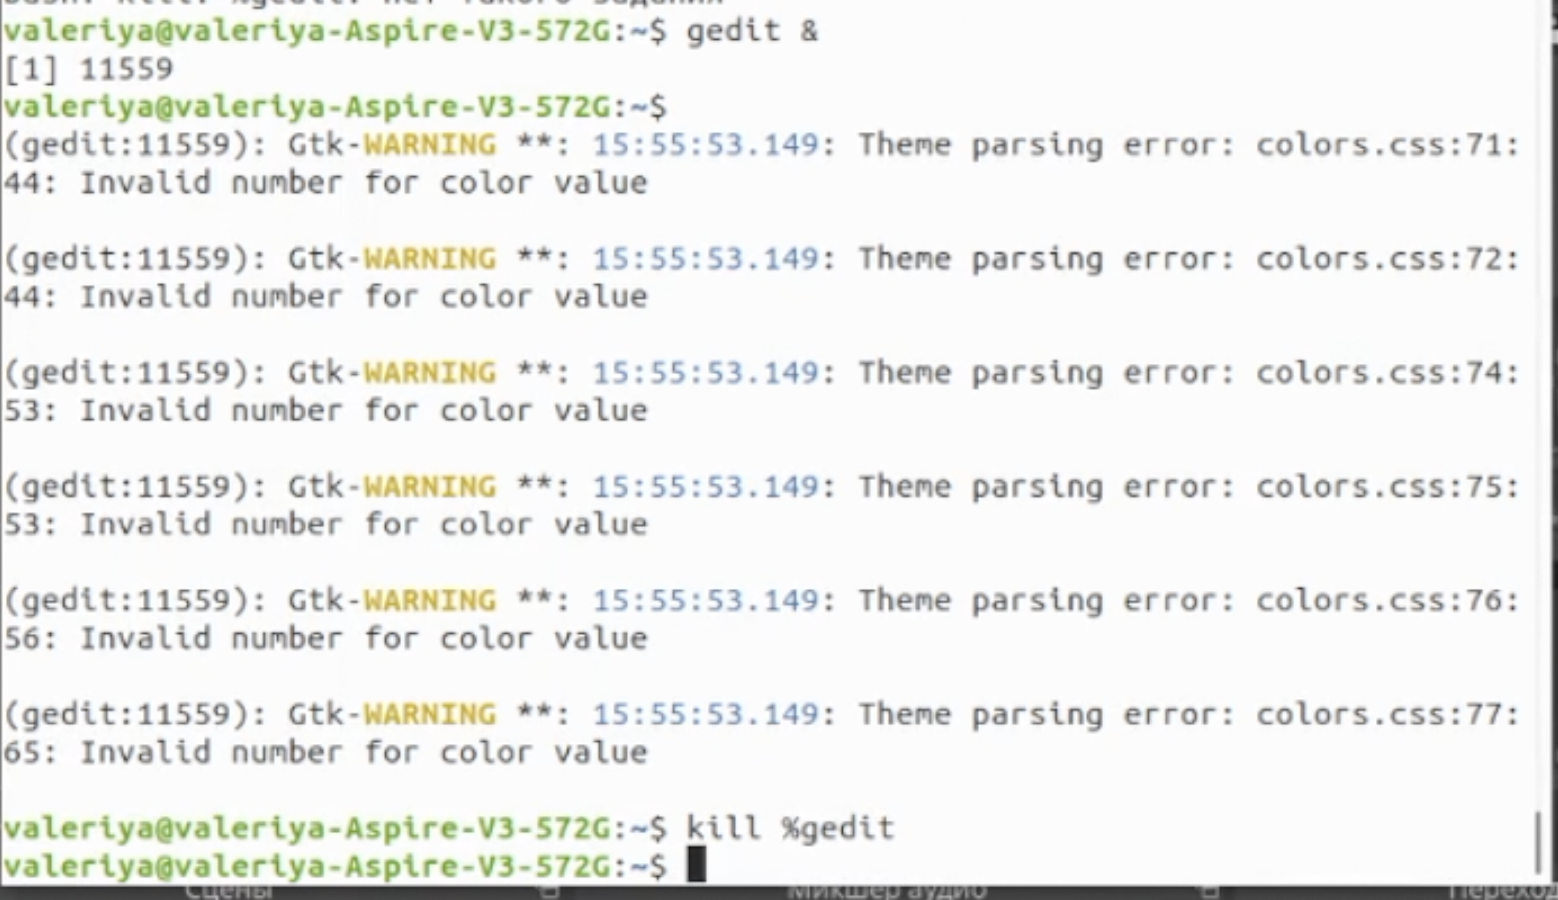 bash: kill: %gedit: нет такого задания
valeriya@valeriya-Aspire-V3-572G:~$ gedit &
[1] 11559
valeriya@valeriya-Aspire-V3-572G:~$
(gedit:11559): Gtk-WARNING **: 15:55:53.149: Theme parsing error: colors.css:71:
44: Invalid number for color value
(gedit:11559): Gtk-WARNING **: 15:55:53.149: Theme parsing error: colors.css:72:
44: Invalid number for color value
(gedit:11559): Gtk-WARNING **: 15:55:53.149: Theme parsing error: colors.css:74:
53: Invalid number for color value
(gedit:11559): Gtk-WARNING **: 15:55:53.149: Theme parsing error: colors.css:75:
53: Invalid number for color value
(gedit:11559): Gtk-WARNING **: 15:55:53.149: Theme parsing error: colors.css:76:
56: Invalid number for color value
(gedit:11559): Gtk-WARNING **: 15:55:53.149: Theme parsing error: colors.css:77:
65: Invalid number for color value
valeriya@valeriya-Aspire-V3-572G:~$ kill %gedit
valeriya@valeriya-Aspire-V3-572G:~$
Сцены Микшер аудио Переход